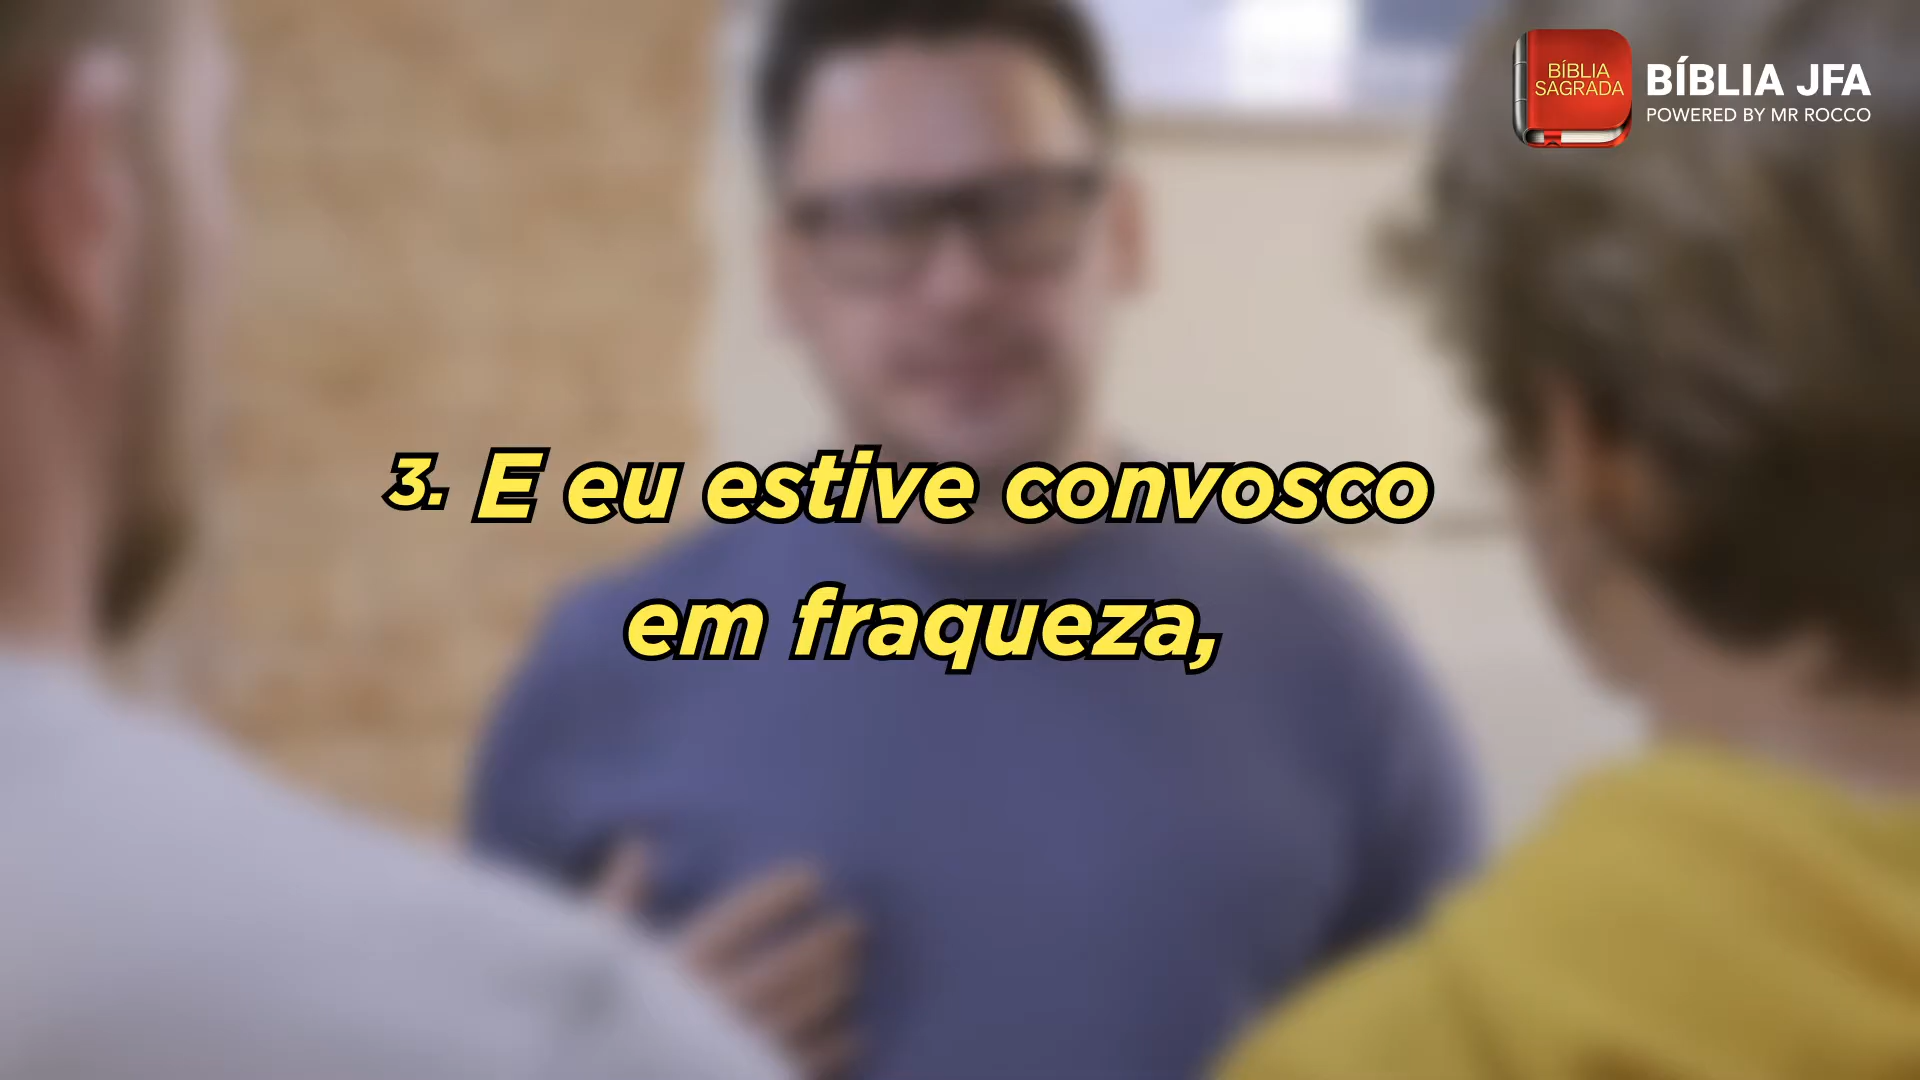 BÍBLIA
SAGRADA
BÍBLIA JFA
POWERED BY MR ROCCO
3. E eu estive convosco
em fraqueza,